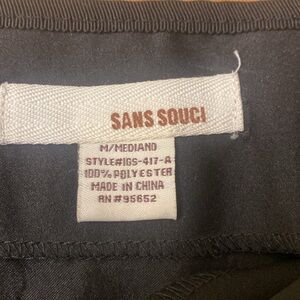 SANS SOUCI
M/MEDIANO
STYLE#IGS-417-A
100% POLYESTER
MADE IN CHINA
RN #95652